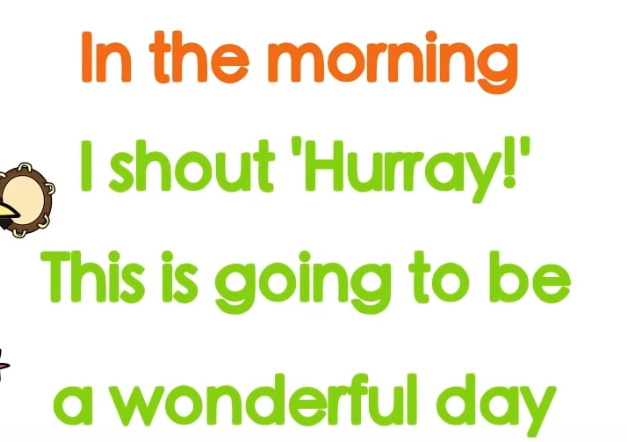 In the morning
I shout 'Hurray!'
This is going to be
a wonderful day